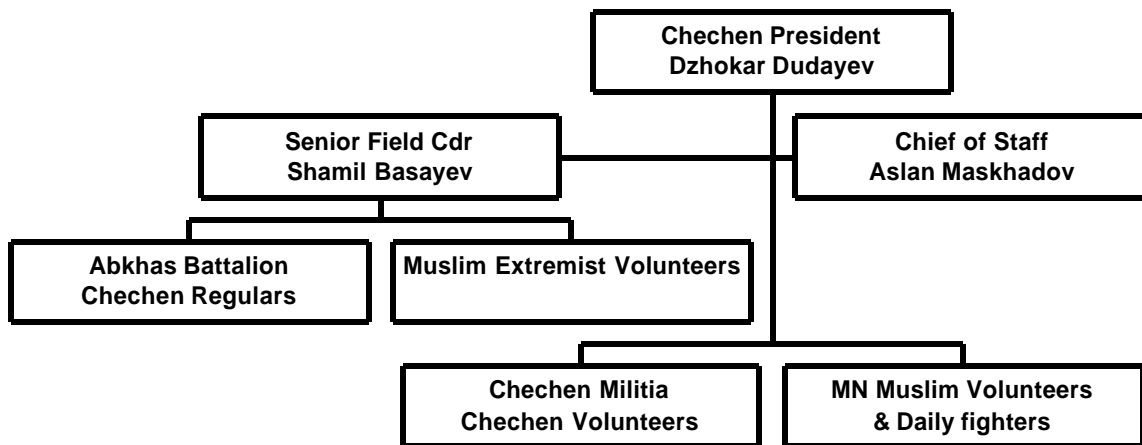 Chechen President
Dzhokar Dudayev
Senior Field Cdr
Shamil Basayev
Chief of Staff
Aslan Maskhadov
Abkhas Battalion
Chechen Regulars
Muslim Extremist Volunteers
Chechen Militia
Chechen Volunteers
MN Muslim Volunteers
& Daily fighters